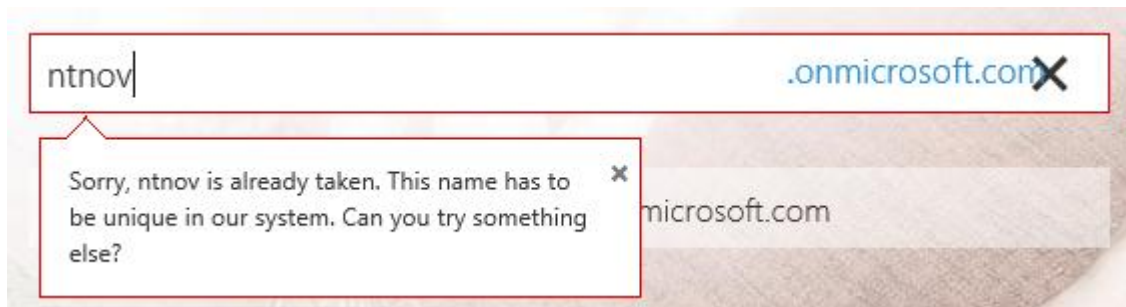 ntnov .onmicrosoft.com
Sorry, ntnov is already taken. This name has to
be unique in our system. Can you try something
else?
microsoft.com